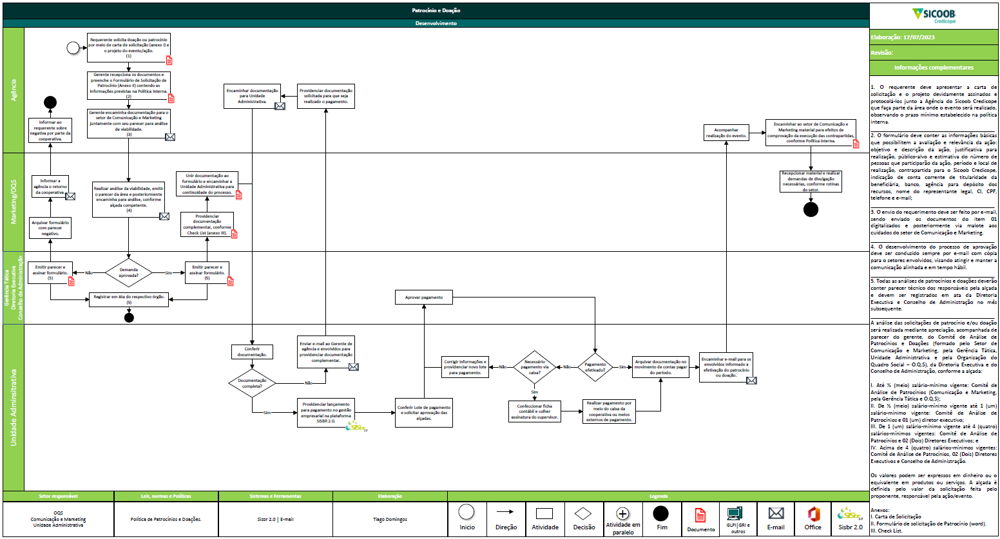 Patrocínio e Doação
Desenvolvimento
SICOOB
Credicope
Elaboração: 17/07/2023
Revisão:
Informações complementares
Agência
Requerente solicita doação ou patrocínio
por meio de carta de solicitação (anexo I) e
o projeto do evento/ação.
(1)
Gerente recepciona os documentos e
preenche o Formulário de Solicitação de
Patrocínio (Anexo II) contendo as
informações previstas na Política Interna.
(2)
Gerente encaminha documentação para o
setor de Comunicação e Marketing
juntamente com seu parecer para análise
de viabilidade.
(3)
Informar ao
requerente sobre
negativa por parte da
cooperativa.
Encaminhar documentação
para Unidade
Administrativa.
Providenciar documentação
solicitada para que seja
realizado o pagamento.
Acompanhar
realização do evento.
Encaminhar ao setor de Comunicação e
Marketing material para efeitos de
comprovação da execução das contrapartidas,
conforme Política interna.
Marketing/OQS
Informar a
agência o retorno
da cooperativa.
Arquivar formulário
com parecer
negativo.
Realizar análise da viabilidade, emitir
o parecer da área e posteriormente
encaminha para análise, conforme
alçada competente.
(4)
Unir documentação ao
formulário e encaminhar a
Unidade Administrativa para
continuidade do processo.
Providenciar
documentação
complementar, conforme
Check List (anexo III).
Recepcionar material e realizar
demandas de divulgação
necessárias, conforme rotinas
do setor.
Gerência Tática
Diretoria Executiva
Conselho de Administração
Emitir parecer e
assinar formulário.
(5)
Não
Demanda
aprovada?
Sim
Emitir parecer e
assinar formulário.
(5)
Registrar em Ata do respectivo órgão.
(5)
Aprovar pagamento
Unidade Adminsitrativa
Conferir
documentação.
Enviar e-mail ao Gerente de
agência e envolvidos para
providenciar documentação
complementar.
Documentação
completa?
Não
Sim
Providenciar lançamento
para pagamento no gestão
empresarial na plataforma
SISBR 2.0.
Sisbr 2.0
Conferir Lote de pagamento
e solicitar aprovação das
alçadas.
Corrigir informações e
providenciar novo lote
para pagamento.
Não
Necessário
pagamento via
caixa?
Não
Pagamento
efetivado?
Sim
Arquivar documentação no
movimento de contas pagar
do período.
Encaminhar e-mail para os
envolvidos informado a
efetivação do patrocínio
ou doação.
Sim
Confeccionar ficha
contábil e colher
assinatura do supervisor.
Realizar pagamento por
meio do caixa da
cooperativa ou meios
externos de pagamento.
1. O requerente deve apresentar a carta de
solicitação e o projeto devidamente assinados e
protocolá-los junto a Agência do Sicoob Credicope
que faça parte da área onde o evento será realizado,
observando o prazo mínimo estabelecido na política
interna.
2. O formulário deve conter as informações básicas
que possibilitem a avaliação e relevância da ação:
objetivo e descrição da ação, justificativa para
realização, público-alvo e estimativa do número de
pessoas que participarão da ação, período e local de
realização, contrapartida para o Sicoob Credicope,
indicação de conta corrente de titularidade da
beneficiária, banco, agência para depósito dos
recursos, nome do representante legal, CI, CPF,
telefone e e-mail;
3. O envio do requerimento deve ser feito por e-mail,
sendo enviado os documentos do item 01
digitalizados e posteriormente via malote aos
cuidados do setor de Comunicação e Marketing.
4. O desenvolvimento do processo de aprovação
deve ser conduzido sempre por e-mail com cópia
para o setores envolvidos, visando atingir e manter a
comunicação alinhada e em tempo hábil.
5. Todas as análises de patrocínios e doações deverão
conter parecer técnico dos responsáveis pela alçada
e devem ser registrados em ata da Diretoria
Executiva e Conselho de Administração no mês
subsequente.
A análise das solicitações de patrocínio e/ou doação
será realizada mediante apreciação, acompanhada de
parecer do gerente, do Comitê de Análise de
Patrocínios e Doações (formado pelo Setor de
Comunicação e Marketing, pela Gerência Tática,
Unidade Administrativa e pela Organização do
Quadro Social – O.Q.S), da Diretoria Executiva e do
Conselho de Administração, conforme a alçada:
I. Até ½ (meio) salário-mínimo vigente: Comitê de
Análise de Patrocínios (Comunicação e Marketing,
pela Gerência Tática e O.Q.S);
II. De ½ (meio) salário-mínimo vigente até 1 (um)
salário-mínimo vigente: Comitê de Análise de
Patrocínios e 01 (um) diretor executivo;
III. De 1 (um) salário-mínimo vigente até 4 (quatro)
salários-mínimos vigentes: Comitê de Análise de
Patrocínios e 02 (Dois) Diretores Executivos; e
IV. Acima de 4 (quatro) salários-mínimos vigentes:
Comitê de Análise de Patrocínios, 02 (Dois) Diretores
Executivos e Conselho de Administração.
Os valores podem ser expressos em dinheiro ou o
equivalente em produtos ou serviços. A alçada é
definida pelo valor da solicitação feita pelo
proponente, responsável pela ação/evento.
Anexos:
I. Carta de Solicitação
II. Formulário de solicitação de Patrocínio (word).
III. Check List.
Setor responsável
Leis, normas e Políticas
Sistemas e Ferramentas
Elaboração
Legenda
OQS
Comunicação e Marketing
Unidade Administrativa
Política de Patrocínios e Doações.
Sisbr 2.0 | E-mail
Tiago Domingos
Inicio
Direção
Atividade
Decisão
Atividade em
paralelo
Fim
Documento
GLPI|GRI e
outros
E-mail
Office
Sisbr 2.0
Sisbr 2.0